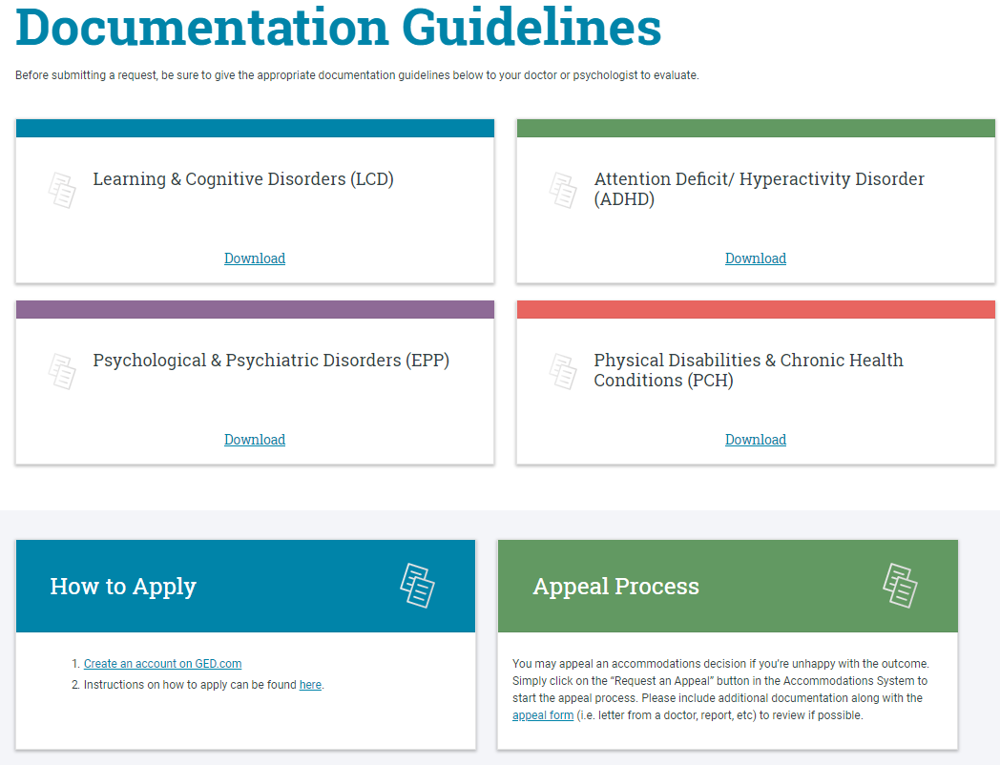 Documentation Guidelines
Before submitting a request, be sure to give the appropriate documentation guidelines below to your doctor or psychologist to evaluate.
Learning & Cognitive Disorders (LCD)
Download
Attention Deficit/ Hyperactivity Disorder
(ADHD)
Download
Psychological & Psychiatric Disorders (EPP)
Download
Physical Disabilities & Chronic Health
Conditions (PCH)
Download
How to Apply
1. Create an account on GED.com
2. Instructions on how to apply can be found here.
Appeal Process
You may appeal an accommodations decision if you're unhappy with the outcome.
Simply click on the “Request an Appeal” button in the Accommodations System to
start the appeal process. Please include additional documentation along with the
appeal form (i.e. letter from a doctor, report, etc) to review if possible.